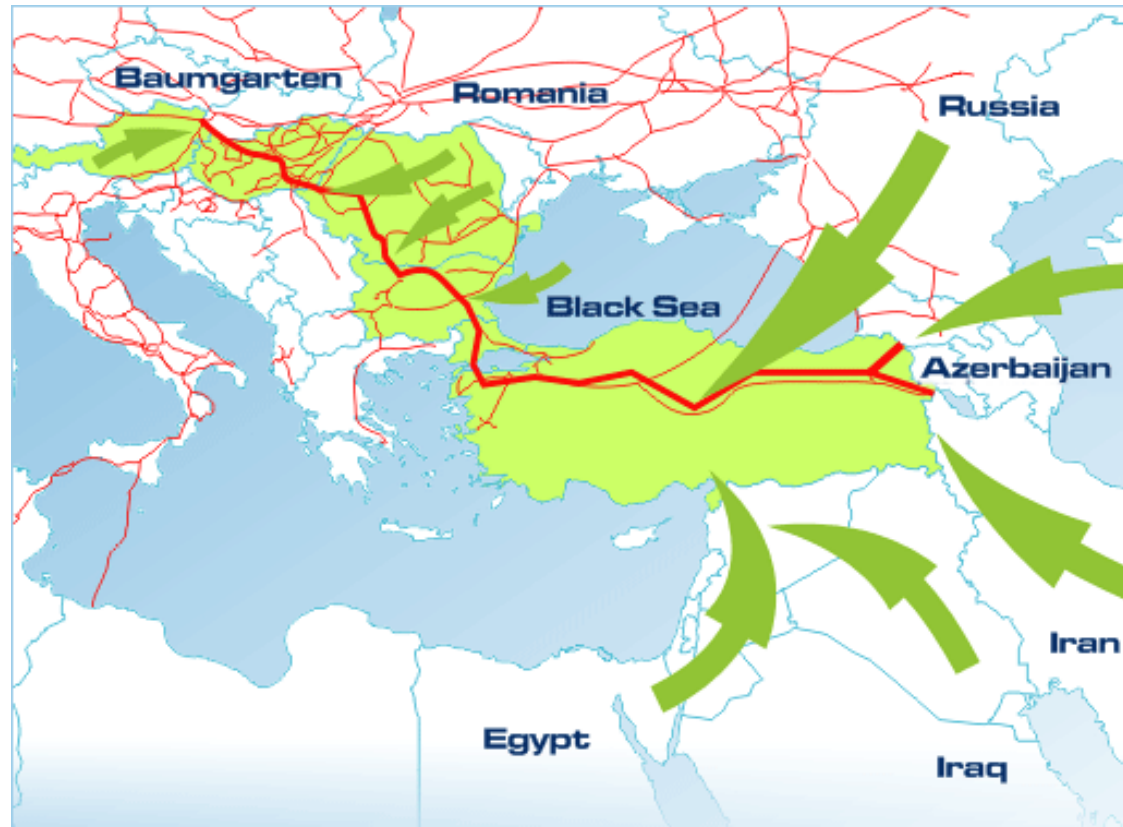 Baumgarten
Romania
Russia
Black Sea
Azerbaijan
Iran
Egypt
Iraq